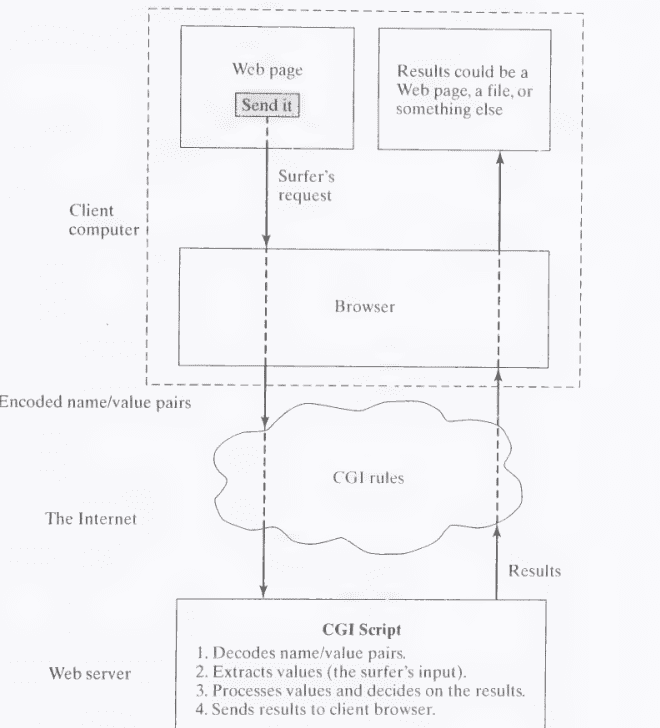 Web page
Send it
Results could be a
Web page, a file, or
something else
Surfer's
request
Client
computer
Browser
Encoded name/value pairs
CGI rules
The Internet
Results
CGI Script
1. Decodes name/value pairs.
2. Extracts values (the surfer's input).
3. Processes values and decides on the results.
4. Sends results to client browser.
Web server